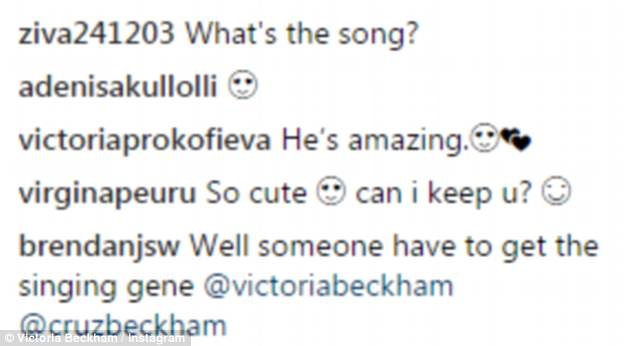 ziva241203 What's the song?
adenisakullolli 🙂
victoriaprokofieva He's amazing.🙂💕
virginapeuru So cute 🙂 can i keep u? ☺
brendanjsw Well someone have to get the
singing gene @victoriabeckham
@cruzbeckham
© Victoria Beckham / Instagram